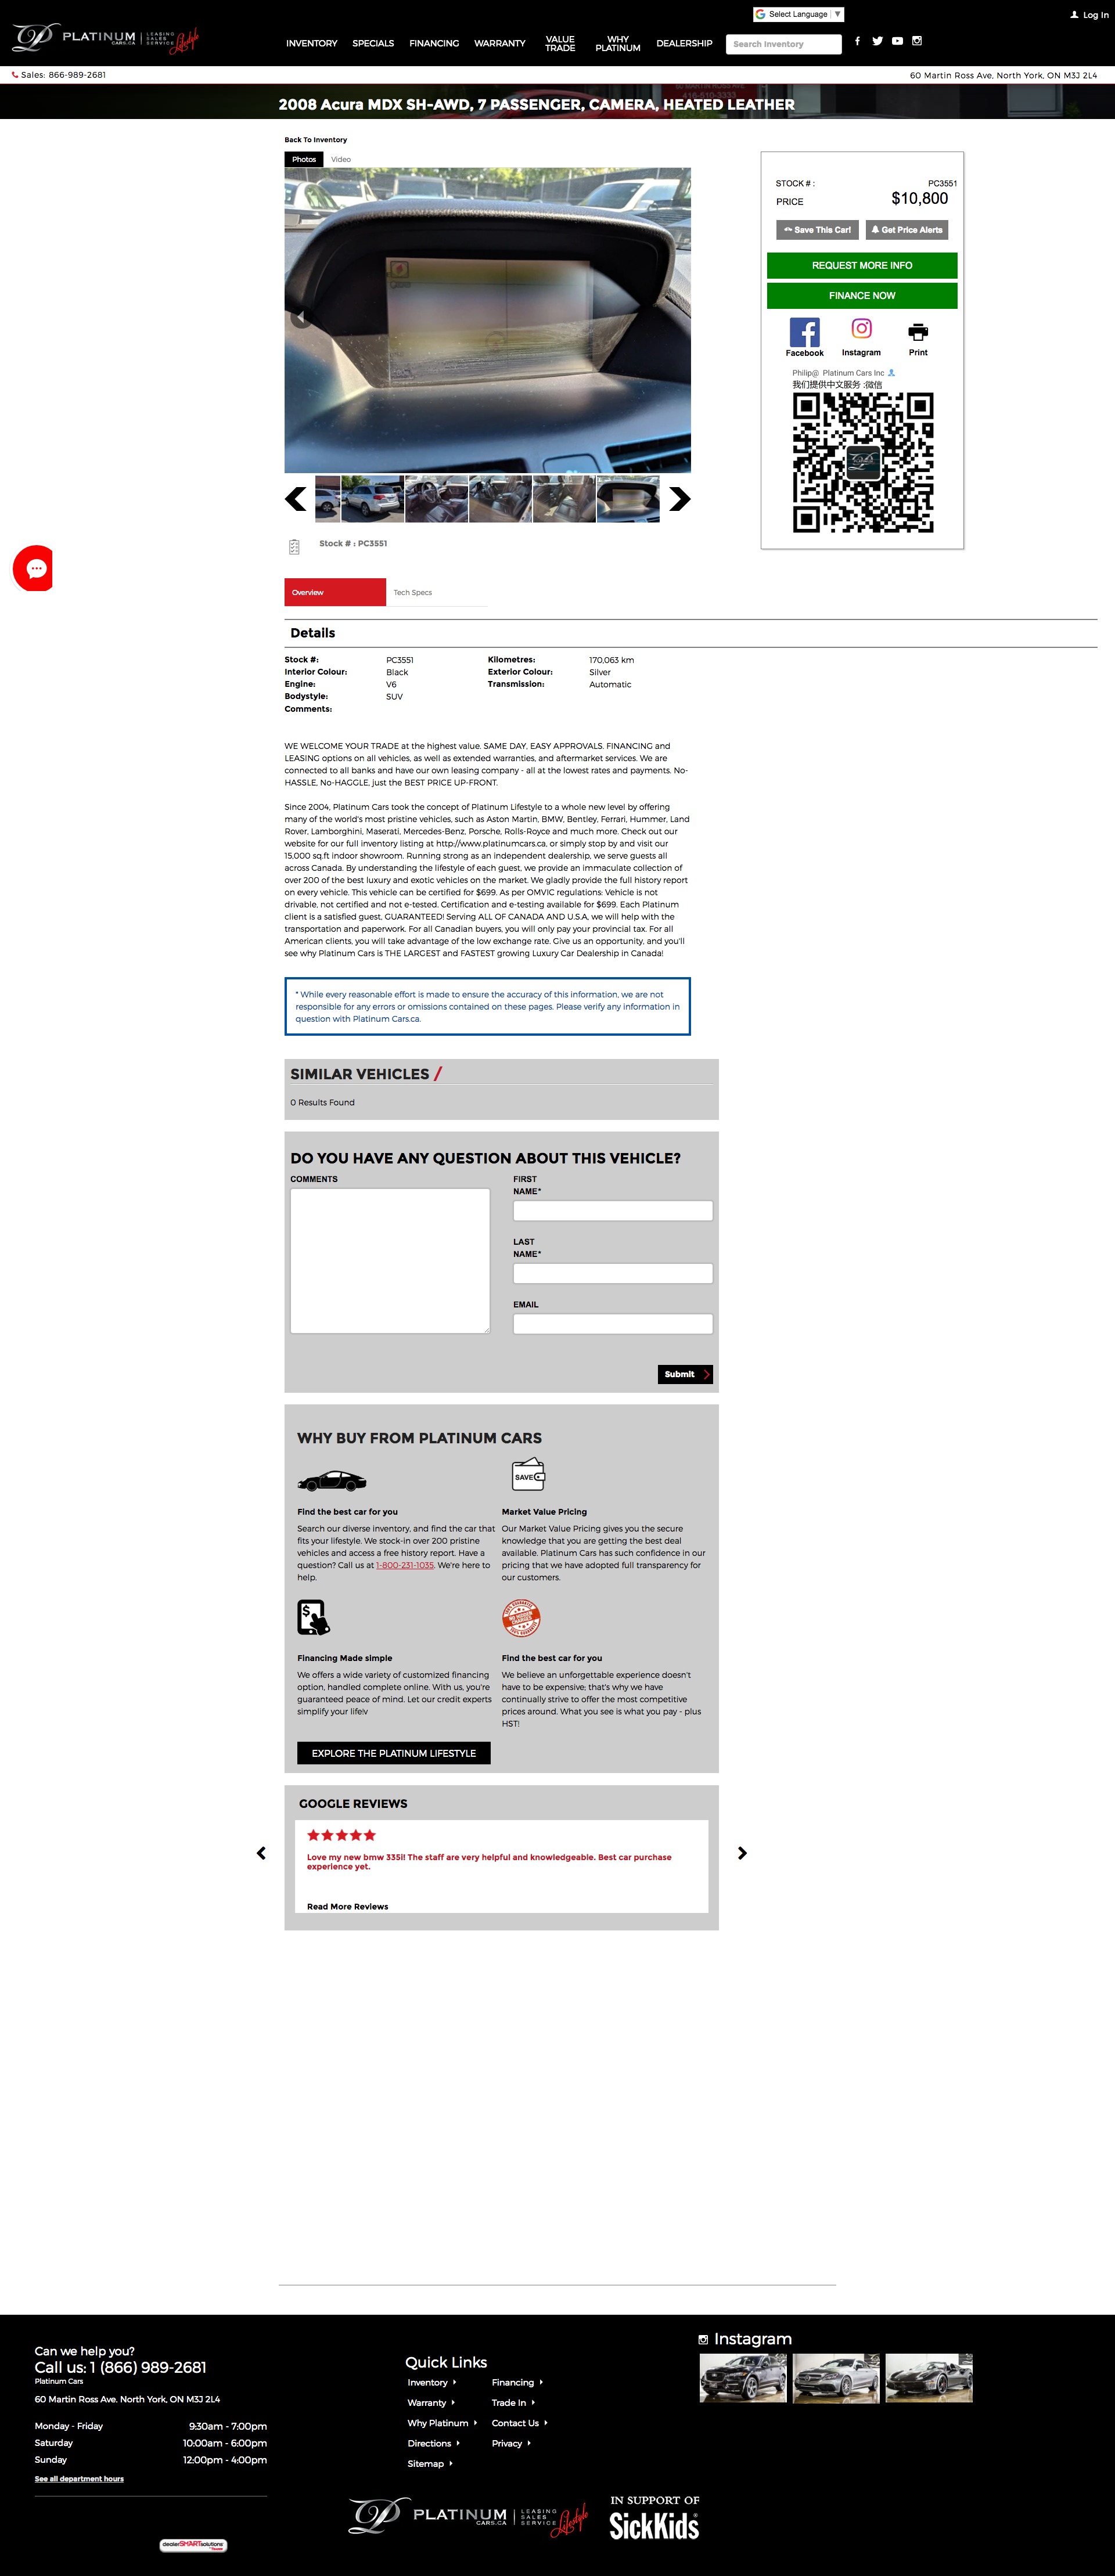 Select Language ▼
Log In
PLATINUM
CARS.CA
LEASING
SALES
SERVICE
Lifestyle
INVENTORY
SPECIALS
FINANCING
WARRANTY
VALUE
TRADE
WHY
PLATINUM
DEALERSHIP
Search Inventory
Sales: 866-989-2681
60 Martin Ross Ave, North York, ON M3J 2L4
416-510-3333
2008 Acura MDX SH-AWD, 7 PASSENGER, CAMERA, HEATED LEATHER
Back To Inventory
Photos
Video
STOCK # :
PC3551
PRICE
$10,800
Save This Car!
Get Price Alerts
REQUEST MORE INFO
FINANCE NOW
Facebook
Instagram
Print
Philip@ Platinum Cars Inc
我们提供中文服务 :微信
Stock # : PC3551
Overview
Tech Specs
Details
Stock #:
PC3551
Kilometres:
170,063 km
Interior Colour:
Black
Exterior Colour:
Silver
Engine:
V6
Transmission:
Automatic
Bodystyle:
SUV
Comments:
WE WELCOME YOUR TRADE at the highest value. SAME DAY, EASY APPROVALS. FINANCING and
LEASING options on all vehicles, as well as extended warranties, and aftermarket services. We are
connected to all banks and have our own leasing company - all at the lowest rates and payments. No-
HASSLE, No-HAGGLE, just the BEST PRICE UP-FRONT.
Since 2004, Platinum Cars took the concept of Platinum Lifestyle to a whole new level by offering
many of the world's most pristine vehicles, such as Aston Martin, BMW, Bentley, Ferrari, Hummer, Land
Rover, Lamborghini, Maserati, Mercedes-Benz, Porsche, Rolls-Royce and much more. Check out our
website for our full inventory listing at http://www.platinumcars.ca, or simply stop by and visit our
15,000 sq.ft indoor showroom. Running strong as an independent dealership, we serve guests all
across Canada. By understanding the lifestyle of each guest, we provide an immaculate collection of
over 200 of the best luxury and exotic vehicles on the market. We gladly provide the full history report
on every vehicle. This vehicle can be certified for $699. As per OMVIC regulations: Vehicle is not
drivable, not certified and not e-tested. Certification and e-testing available for $699. Each Platinum
client is a satisfied guest, GUARANTEED! Serving ALL OF CANADA AND U.S.A, we will help with the
transportation and paperwork. For all Canadian buyers, you will only pay your provincial tax. For all
American clients, you will take advantage of the low exchange rate. Give us an opportunity, and you'll
see why Platinum Cars is THE LARGEST and FASTEST growing Luxury Car Dealership in Canada!
* While every reasonable effort is made to ensure the accuracy of this information, we are not
responsible for any errors or omissions contained on these pages. Please verify any information in
question with Platinum Cars.ca.
SIMILAR VEHICLES /
0 Results Found
DO YOU HAVE ANY QUESTION ABOUT THIS VEHICLE?
COMMENTS
FIRST
NAME*
LAST
NAME*
EMAIL
Submit
WHY BUY FROM PLATINUM CARS
SAVE
Find the best car for you
Search our diverse inventory, and find the car that
fits your lifestyle. We stock-in over 200 pristine
vehicles and access a free history report. Have a
question? Call us at 1-800-231-1035. We're here to
help.
Market Value Pricing
Our Market Value Pricing gives you the secure
knowledge that you are getting the best deal
available. Platinum Cars has such confidence in our
pricing that we have adopted full transparency for
our customers.
Financing Made simple
We offers a wide variety of customized financing
option, handled complete online. With us, you're
guaranteed peace of mind. Let our credit experts
simplify your life!v
Find the best car for you
We believe an unforgettable experience doesn't
have to be expensive; that's why we have
continually strive to offer the most competitive
prices around. What you see is what you pay - plus
HST!
EXPLORE THE PLATINUM LIFESTYLE
GOOGLE REVIEWS
Love my new bmw 335i! The staff are very helpful and knowledgeable. Best car purchase
experience yet.
Read More Reviews
Can we help you?
Call us: 1 (866) 989-2681
Platinum Cars
60 Martin Ross Ave. North York, ON M3J 2L4
Monday - Friday
9:30am - 7:00pm
Saturday
10:00am - 6:00pm
Sunday
12:00pm - 4:00pm
See all department hours
Quick Links
Inventory
Financing
Warranty
Trade In
Why Platinum
Contact Us
Directions
Privacy
Sitemap
Instagram
PLATINUM
CARS.CA
LEASING
SALES
SERVICE
Lifestyle
IN SUPPORT OF
SickKids
dealerSMARTsolutions